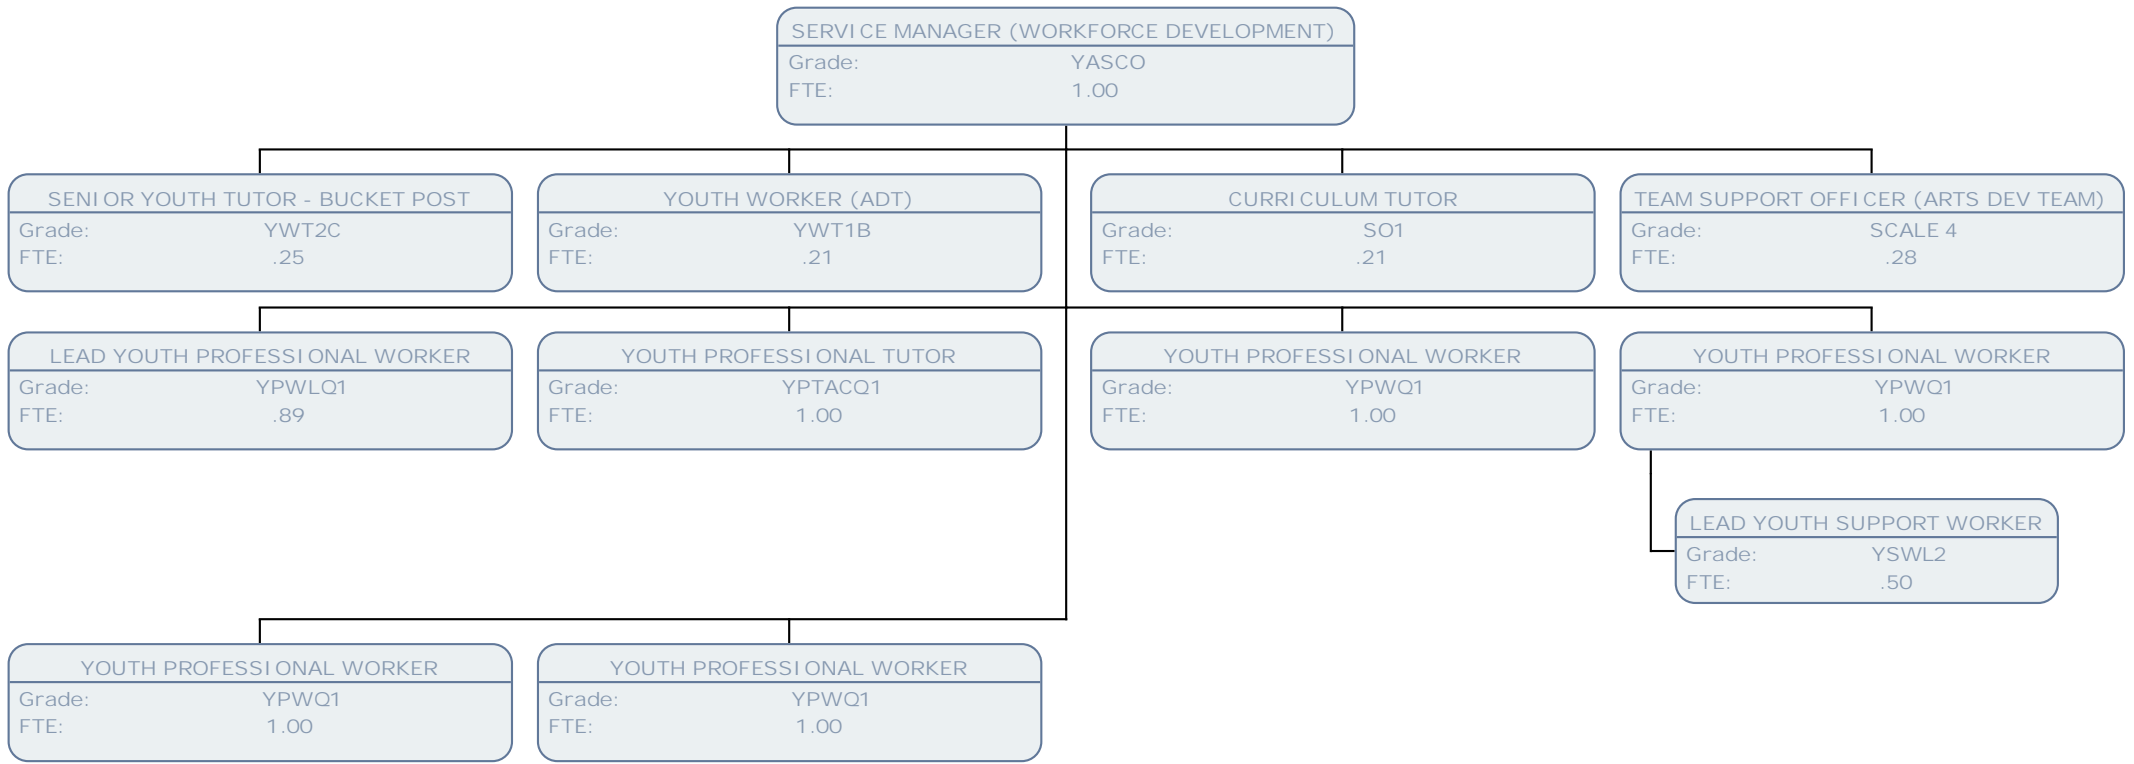 SERVICE MANAGER (WORKFORCE DEVELOPMENT)
Grade: YASCO
FTE: 1.00
SENIOR YOUTH TUTOR - BUCKET POST
Grade: YWT2C
FTE: .25
YOUTH WORKER (ADT)
Grade: YWT1B
FTE: .21
CURRICULUM TUTOR
Grade: SO1
FTE: .21
TEAM SUPPORT OFFICER (ARTS DEV TEAM)
Grade: SCALE 4
FTE: .28
LEAD YOUTH PROFESSIONAL WORKER
Grade: YPWLQ1
FTE: .89
YOUTH PROFESSIONAL TUTOR
Grade: YPTACQ1
FTE: 1.00
YOUTH PROFESSIONAL WORKER
Grade: YPWQ1
FTE: 1.00
YOUTH PROFESSIONAL WORKER
Grade: YPWQ1
FTE: 1.00
LEAD YOUTH SUPPORT WORKER
Grade: YSWL2
FTE: .50
YOUTH PROFESSIONAL WORKER
Grade: YPWQ1
FTE: 1.00
YOUTH PROFESSIONAL WORKER
Grade: YPWQ1
FTE: 1.00